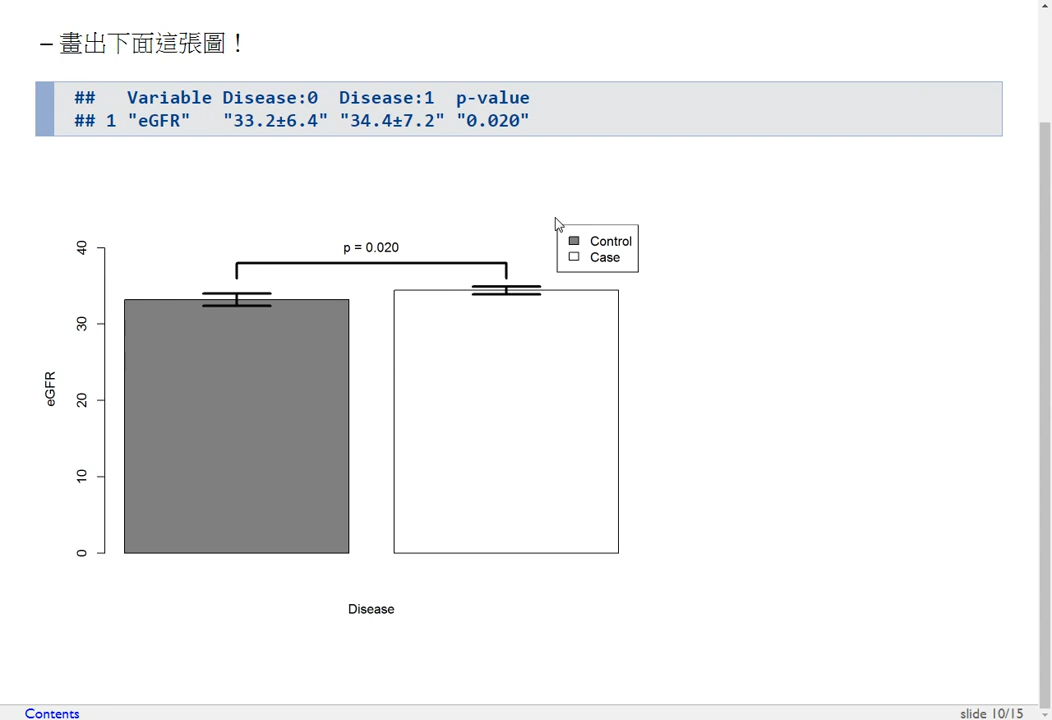 – 畫出下面這張圖！
##   Variable Disease:0  Disease:1  p-value
## 1 "eGFR"   "33.2±6.4" "34.4±7.2" "0.020"
p = 0.020
Control
Case
40
30
20
10
0
eGFR
Disease
Contents
slide 10/15